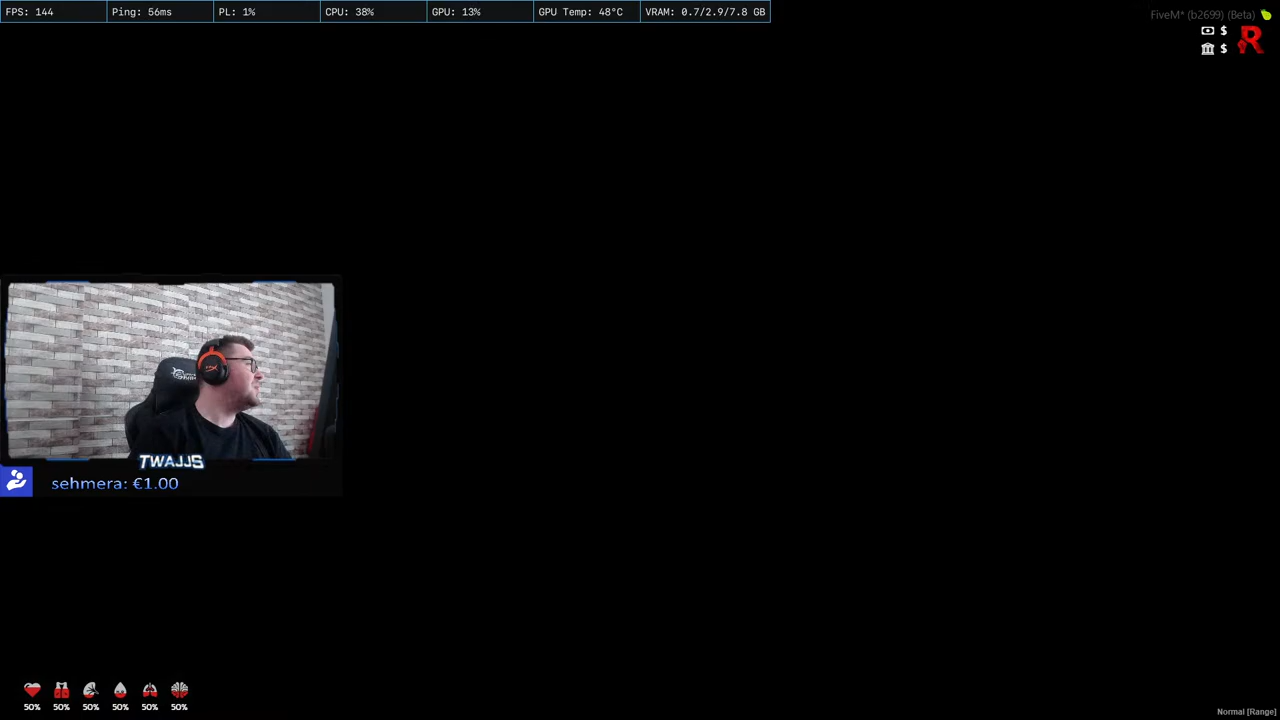 FPS: 144 Ping: 56ms PL: 1% CPU: 38% GPU: 13% GPU Temp: 48°C VRAM: 0.7/2.9/7.8 GB
FiveM* (b2699) (Beta)
$
$
R
TWAJJS
sehmera: €1.00
50% 50% 50% 50% 50% 50%
Normal [Range]